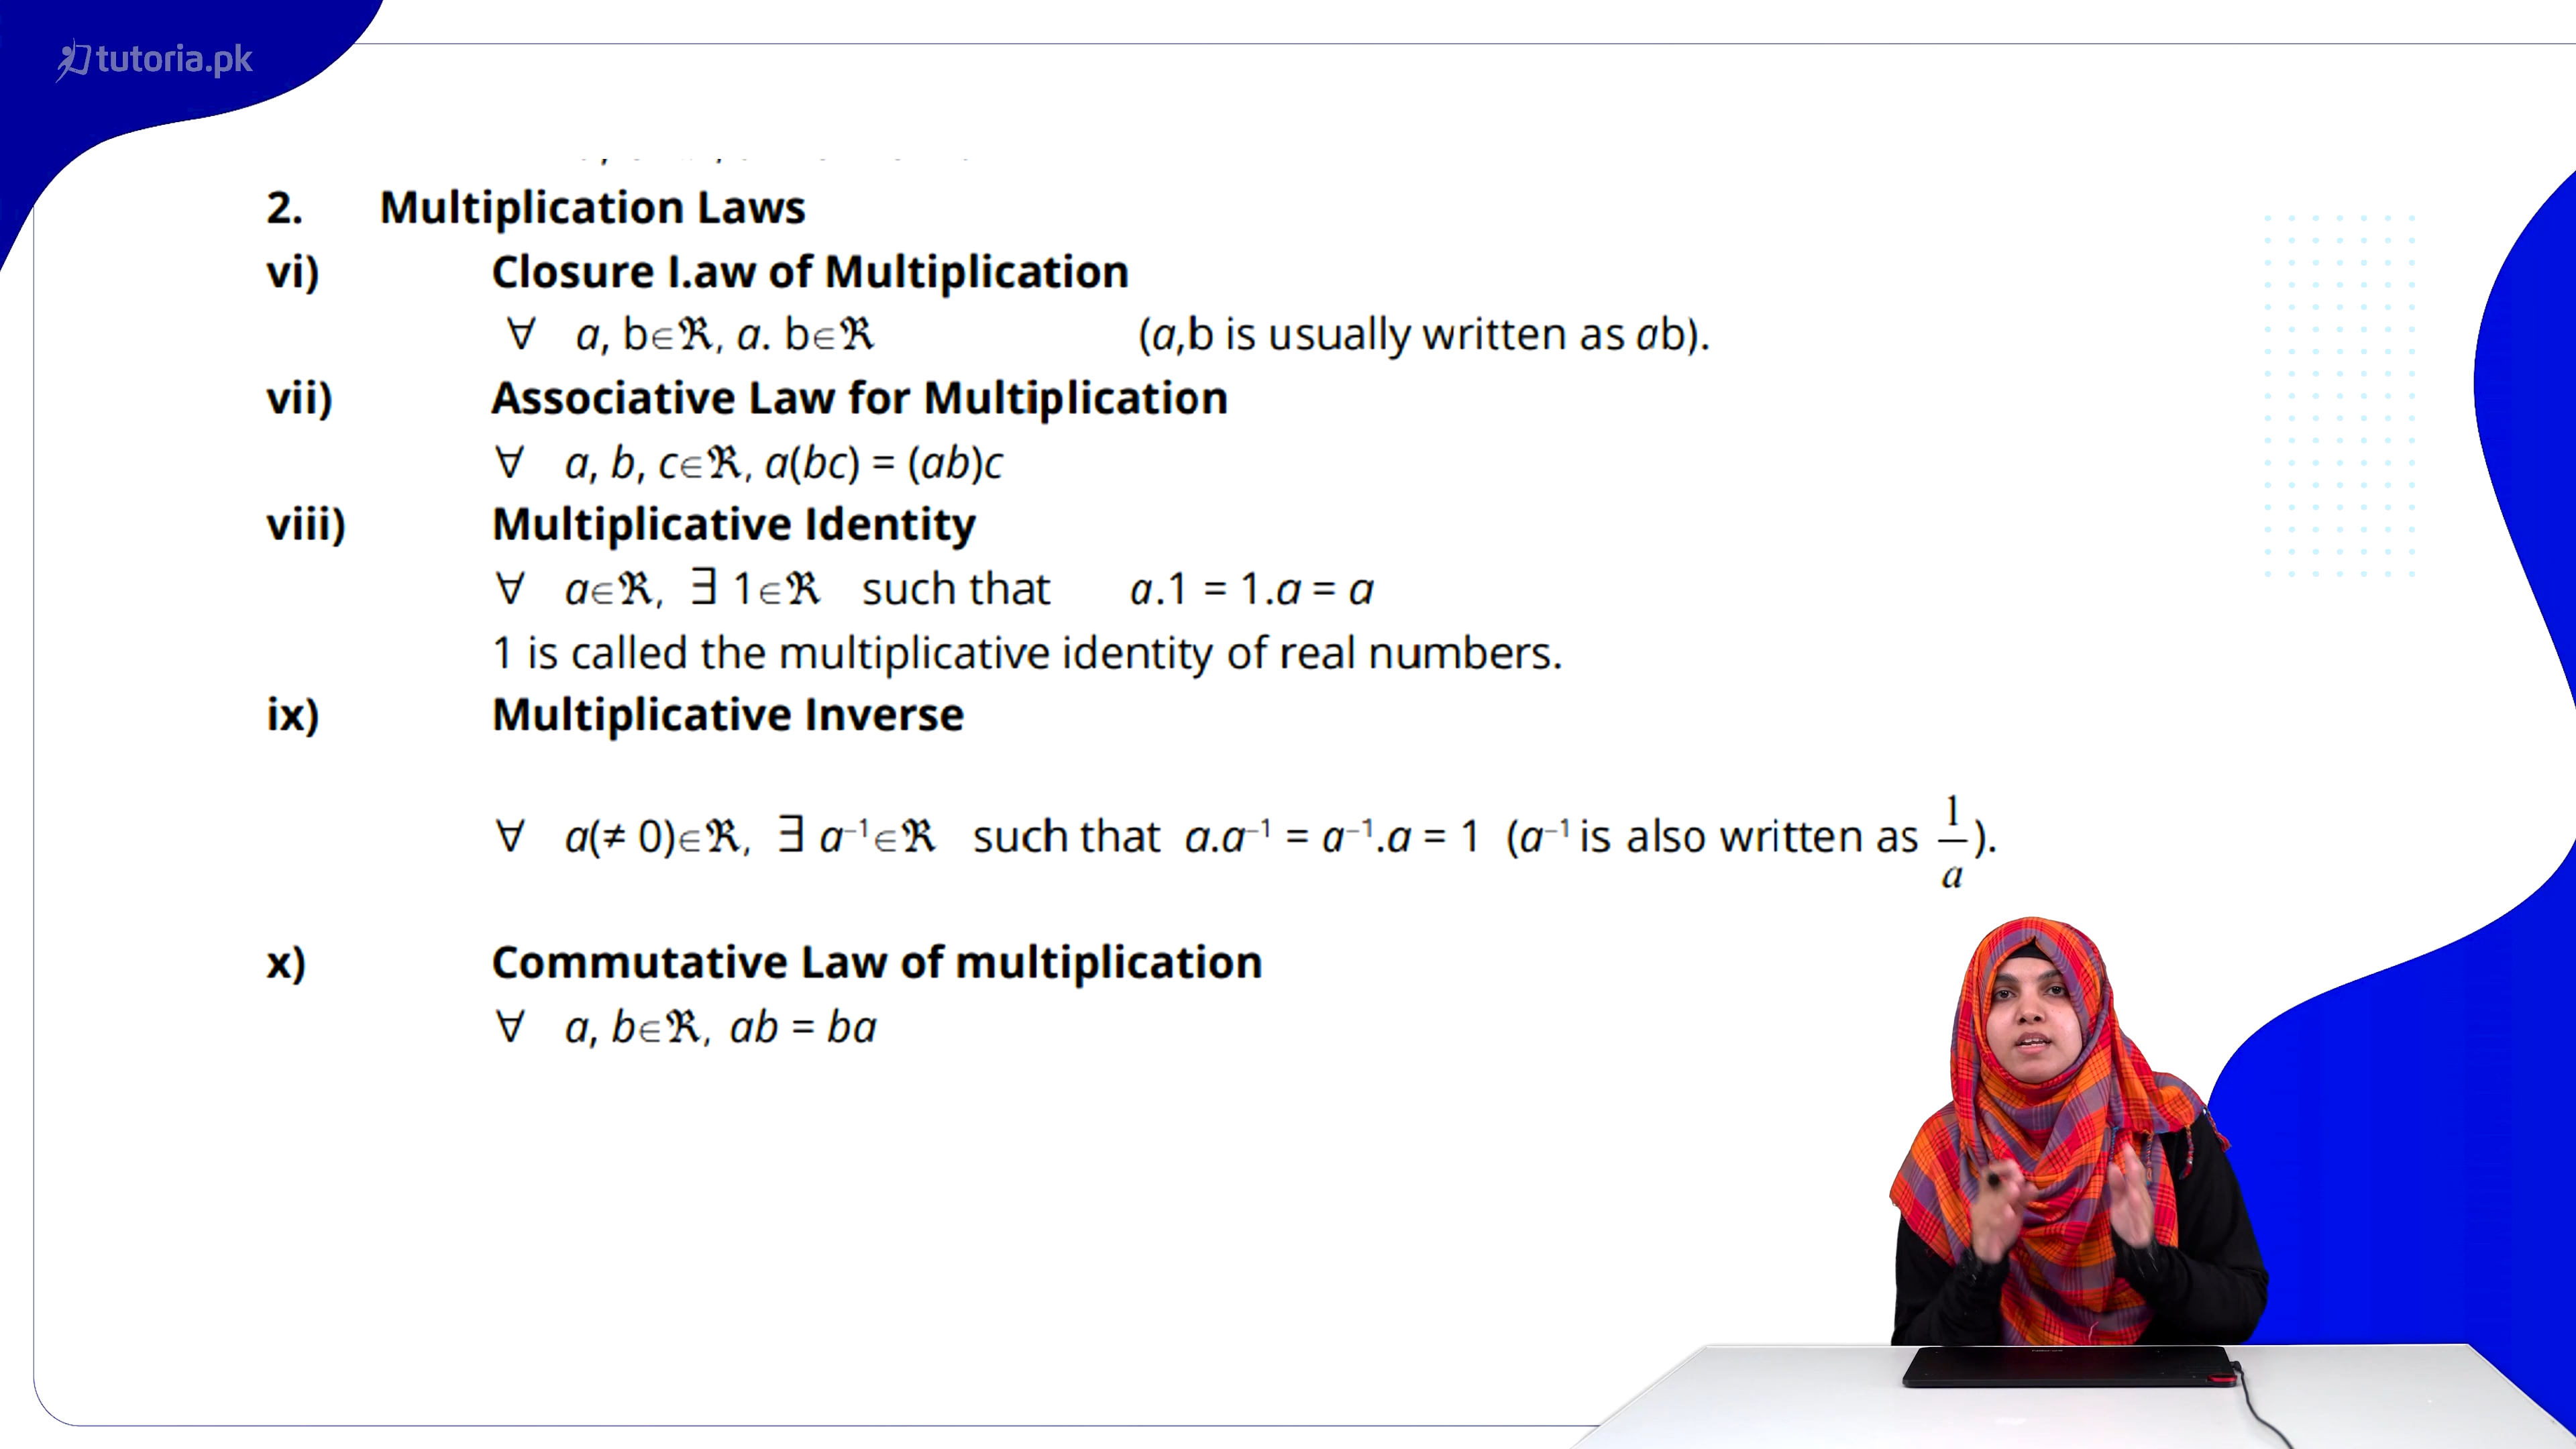 tutoria.pk
2. Multiplication Laws
vi) Closure I.aw of Multiplication
∀ a, b∈ℜ, a. b∈ℜ (a,b is usually written as ab).
vii) Associative Law for Multiplication
∀ a, b, c∈ℜ, a(bc) = (ab)c
viii) Multiplicative Identity
∀ a∈ℜ, ∃ 1∈ℜ such that a.1 = 1.a = a
1 is called the multiplicative identity of real numbers.
ix) Multiplicative Inverse
∀ a(≠ 0)∈ℜ, ∃ a⁻¹∈ℜ such that a.a⁻¹ = a⁻¹.a = 1 (a⁻¹ is also written as 1/a).
x) Commutative Law of multiplication
∀ a, b∈ℜ, ab = ba